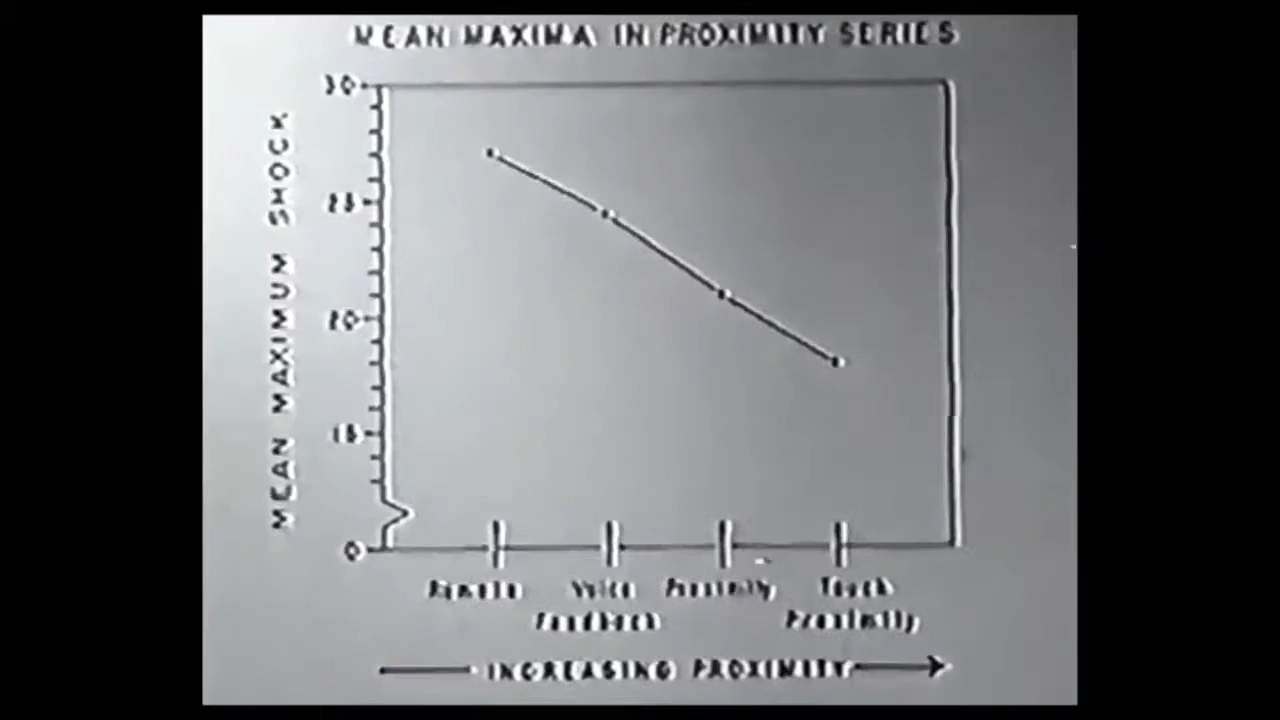 MEAN MAXIMA IN PROXIMITY SERIES
MEAN MAXIMUM SHOCK
30
25
20
15
0
Remote
Voice
Feedback
Proximity
Touch
Proximity
INCREASING PROXIMITY